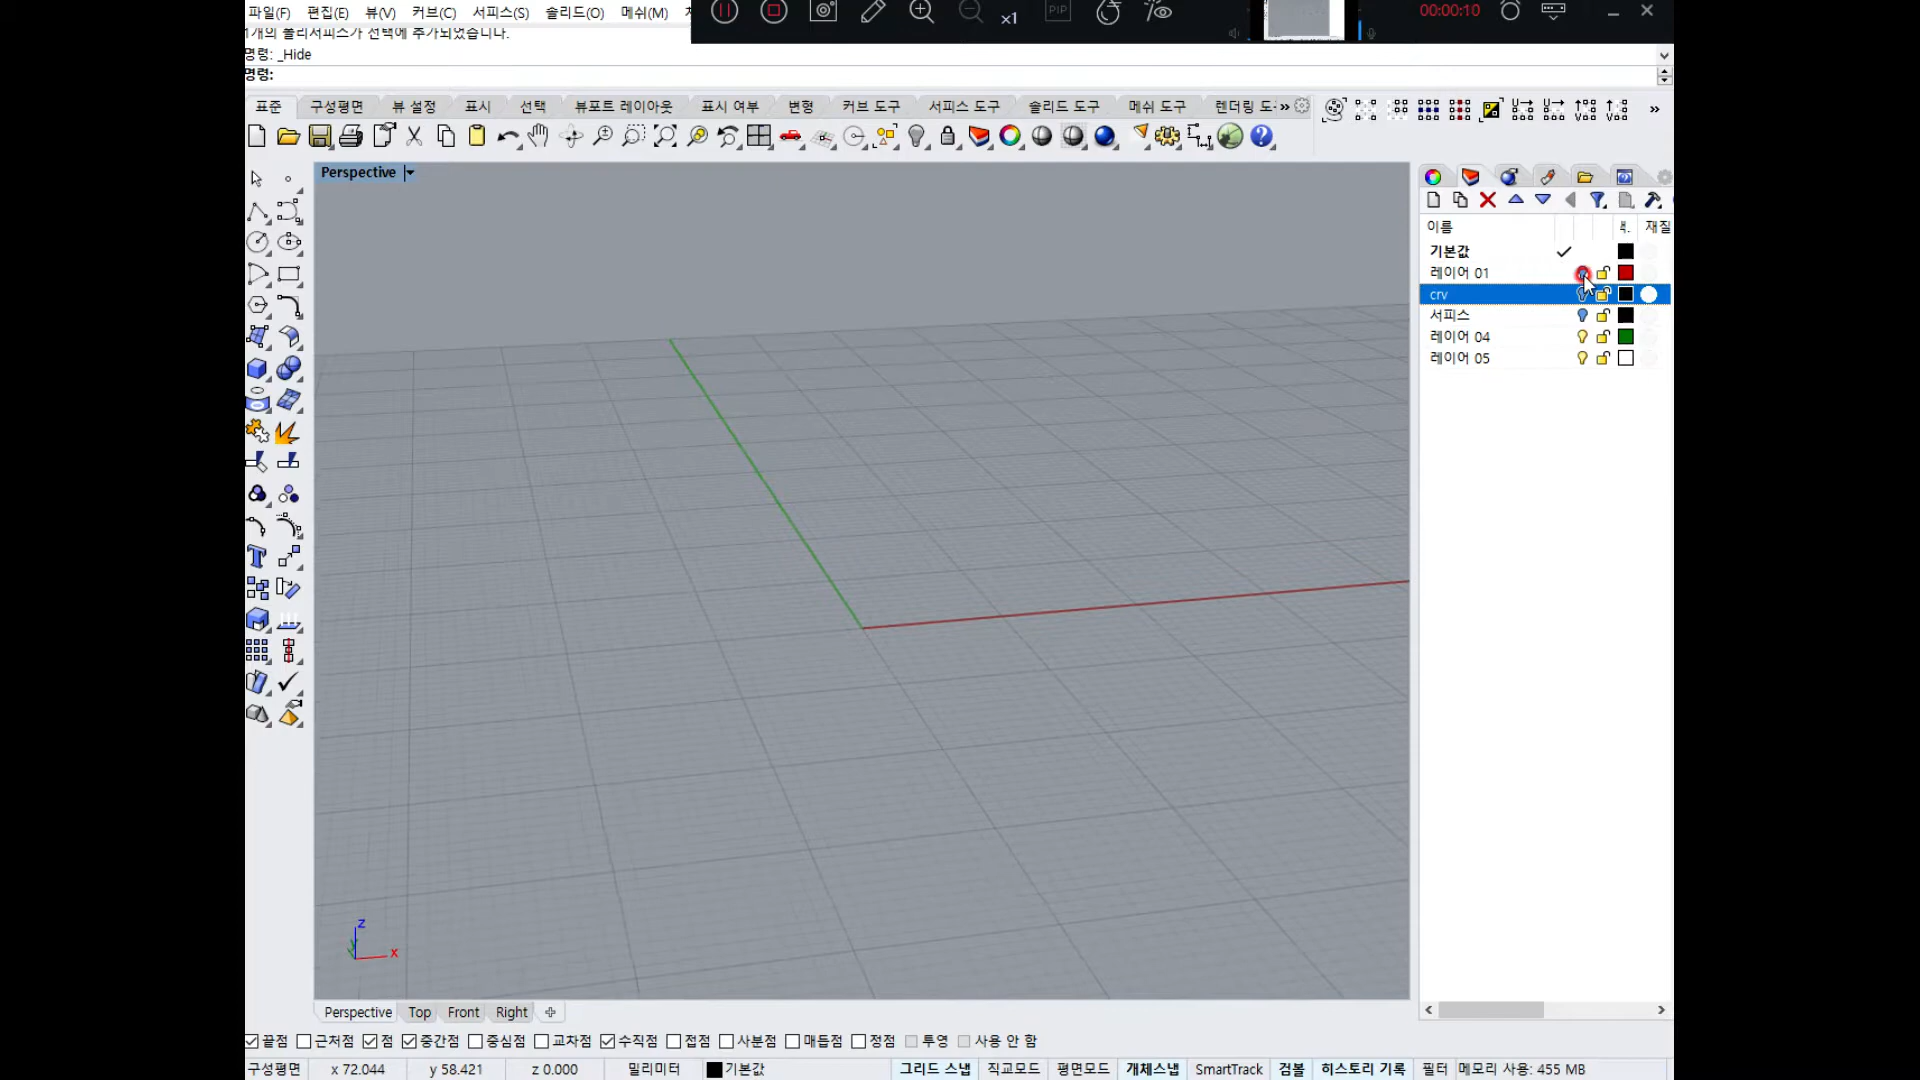 파일(F) 편집(E) 뷰(V) 커브(C) 서피스(S) 솔리드(O) 메쉬(M)
x1 PIP 00:00:10
1개의 폴리서피스가 선택에 추가되었습니다.
명령: _Hide
명령:
표준 구성평면 뷰 설정 표시 선택 뷰포트 레이아웃 표시 여부 변형 커브 도구 서피스 도구 솔리드 도구 메쉬 도구 렌더링 도 »
»
Perspective
이름 재질
기본값
레이어 01
crv
서피스
레이어 04
레이어 05
z
y
x
Perspective Top Front Right
끝점 근처점 점 중간점 중심점 교차점 수직점 접점 사분점 매듭점 정점 투영 사용 안 함
구성평면 x 72.044 y 58.421 z 0.000 밀리미터 기본값 그리드 스냅 직교모드 평면모드 개체스냅 SmartTrack 검볼 히스토리 기록 필터 메모리 사용: 455 MB